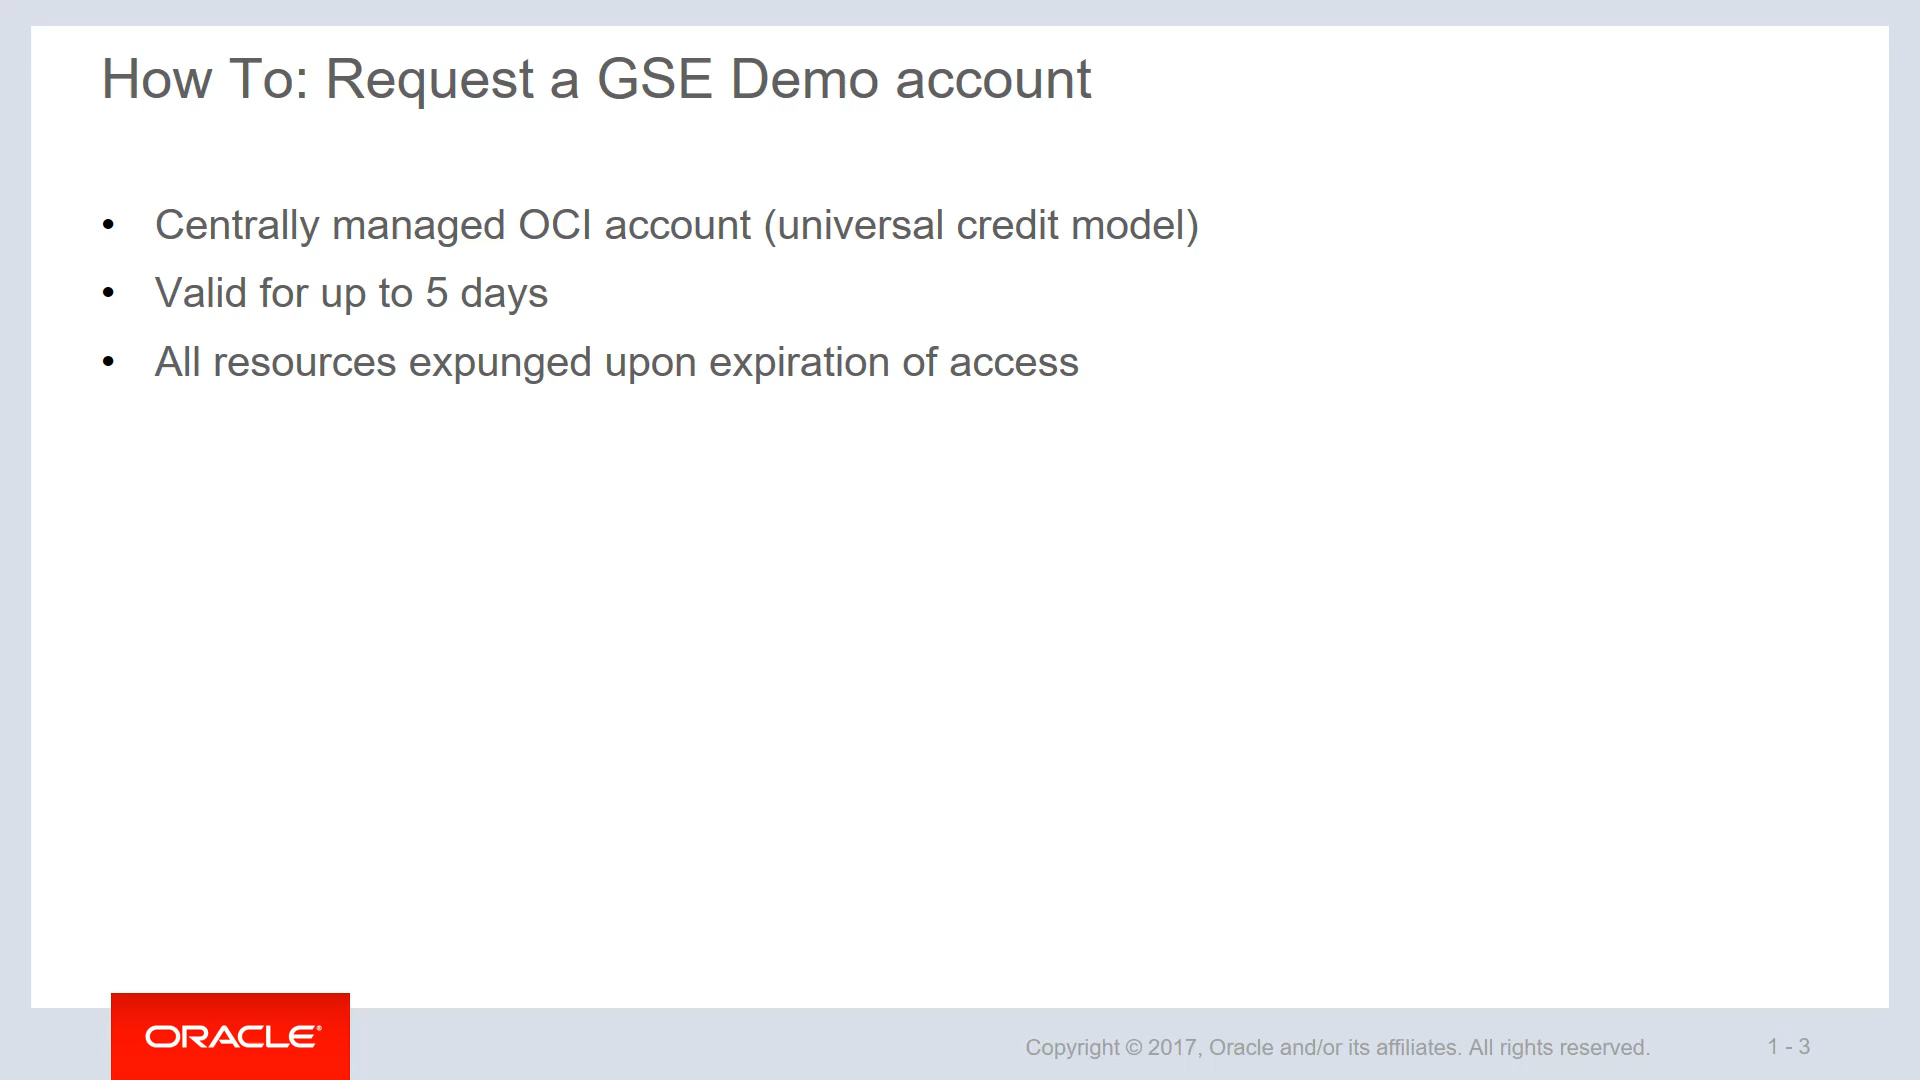 How To: Request a GSE Demo account
• Centrally managed OCI account (universal credit model)
• Valid for up to 5 days
• All resources expunged upon expiration of access
ORACLE®
Copyright © 2017, Oracle and/or its affiliates. All rights reserved.
1 - 3